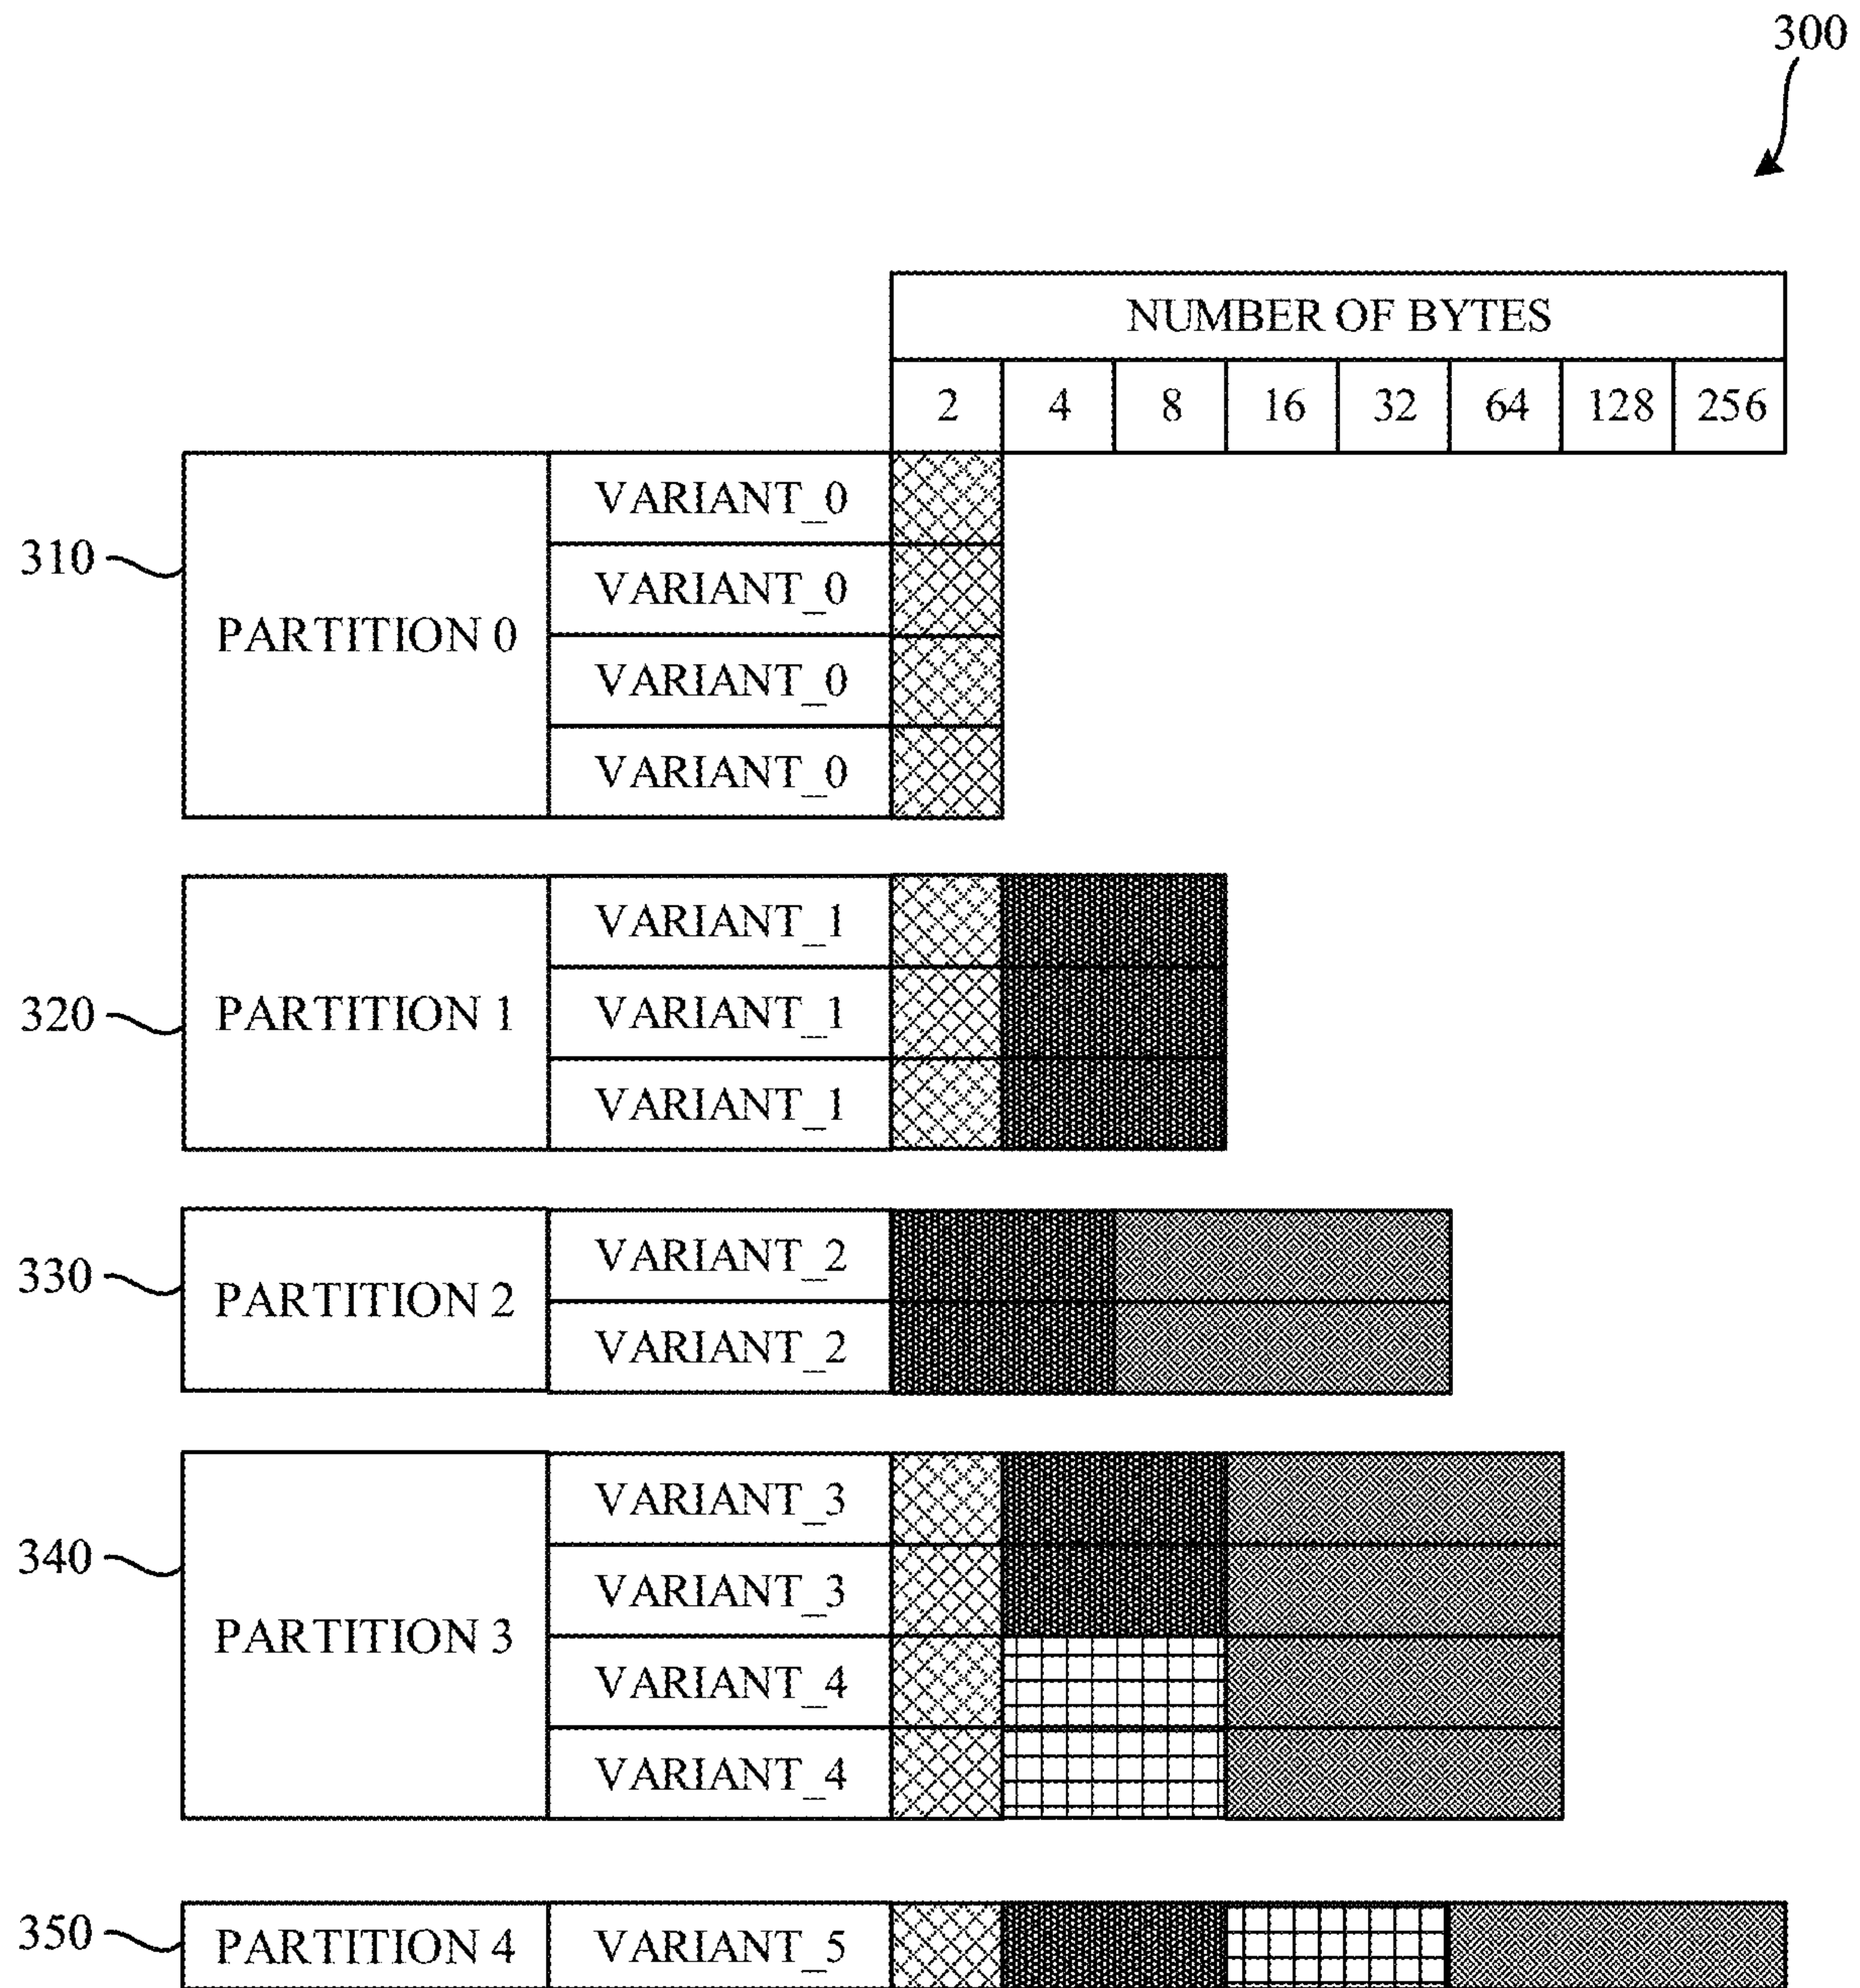 300
NUMBER OF BYTES
2 4 8 16 32 64 128 256
310
PARTITION 0
VARIANT_0
VARIANT_0
VARIANT_0
VARIANT_0
320
PARTITION 1
VARIANT_1
VARIANT_1
VARIANT_1
330
PARTITION 2
VARIANT_2
VARIANT_2
340
PARTITION 3
VARIANT_3
VARIANT_3
VARIANT_4
VARIANT_4
350
PARTITION 4
VARIANT_5